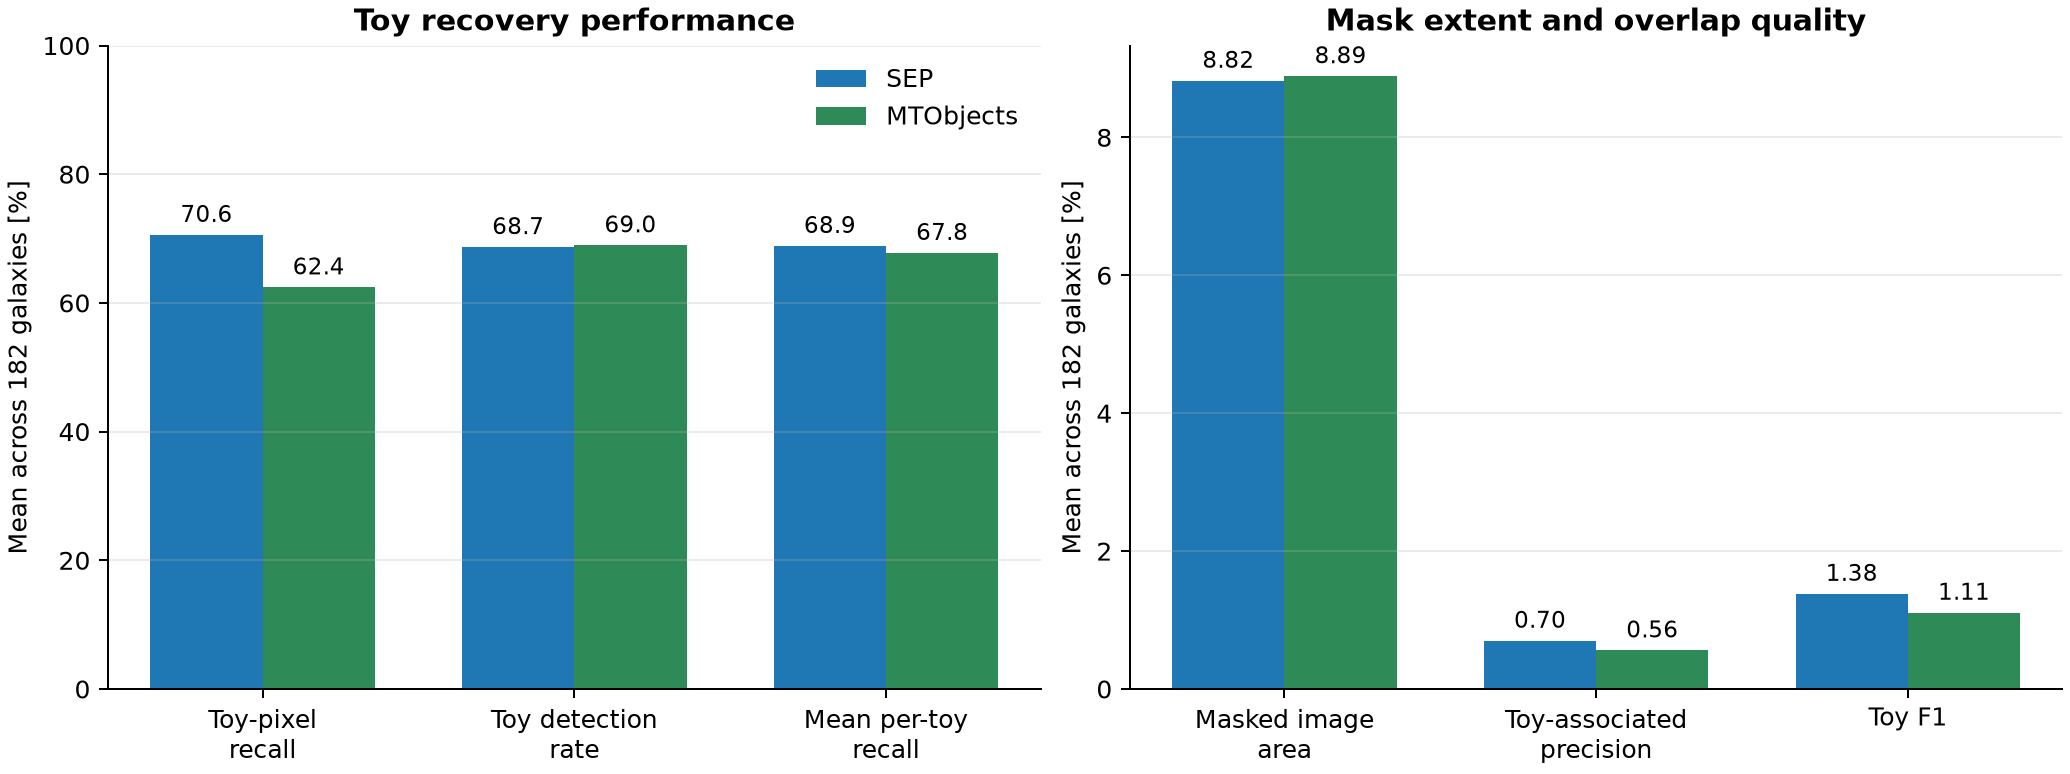 Toy recovery performance
Mean across 182 galaxies [%]
100
80
60
40
20
0
SEP
MTObjects
70.6
62.4
68.7
69.0
68.9
67.8
Toy-pixel
recall
Toy detection
rate
Mean per-toy
recall
Mask extent and overlap quality
Mean across 182 galaxies [%]
8
6
4
2
0
8.82
8.89
0.70
0.56
1.38
1.11
Masked image
area
Toy-associated
precision
Toy F1